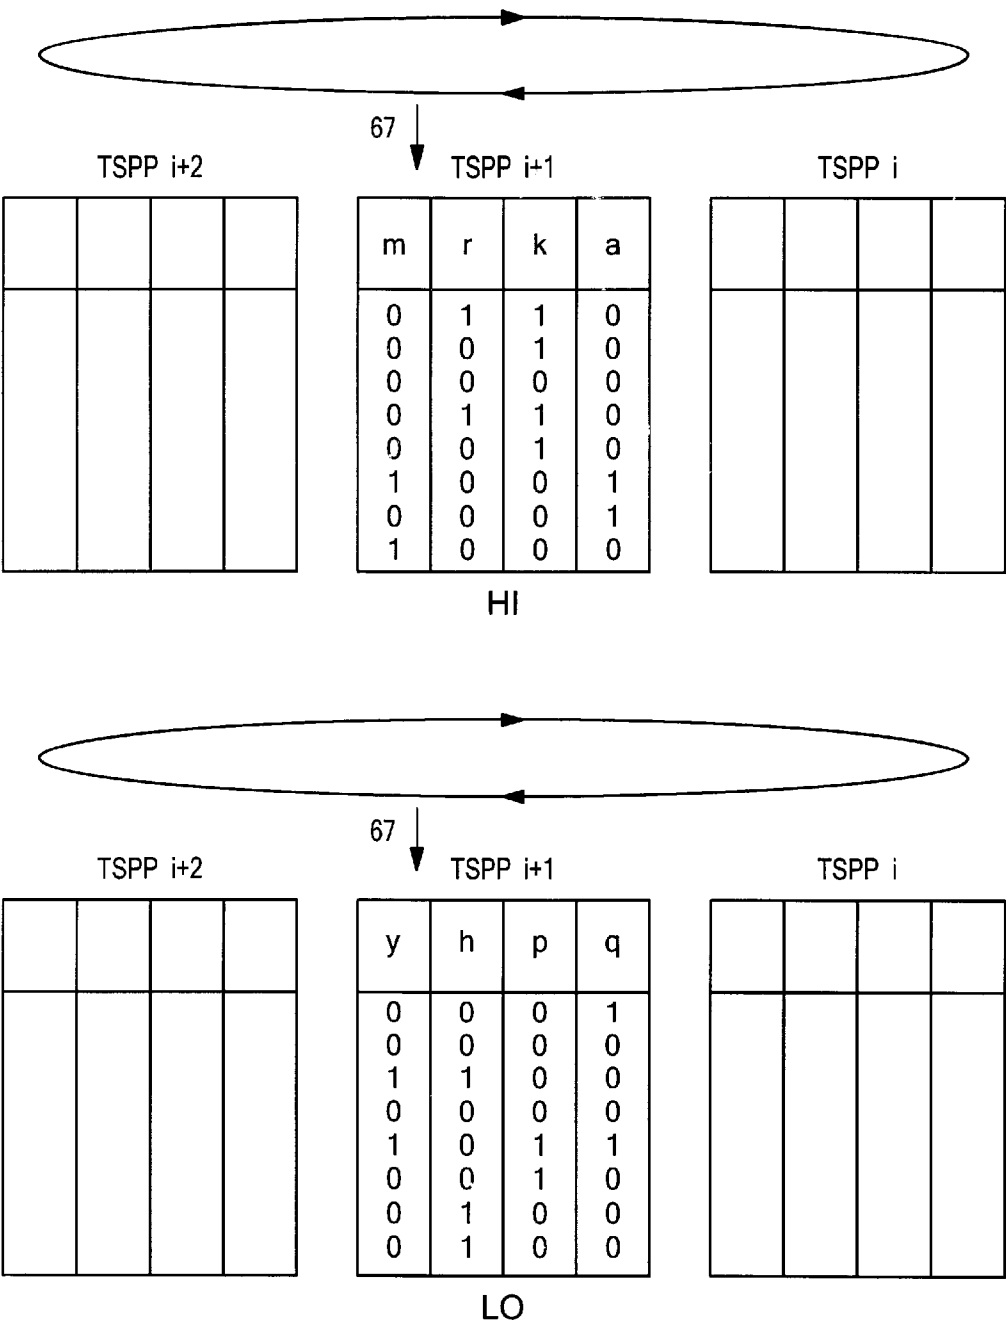 67
TSPP i+2 TSPP i+1 TSPP i
m r k a
0 1 1 0
0 0 1 0
0 0 0 0
0 1 1 0
0 0 1 0
1 0 0 1
0 0 0 1
1 0 0 0
HI
67
TSPP i+2 TSPP i+1 TSPP i
y h p q
0 0 0 1
0 0 0 0
1 1 0 0
0 0 0 0
1 0 1 1
0 0 1 0
0 1 0 0
0 1 0 0
LO